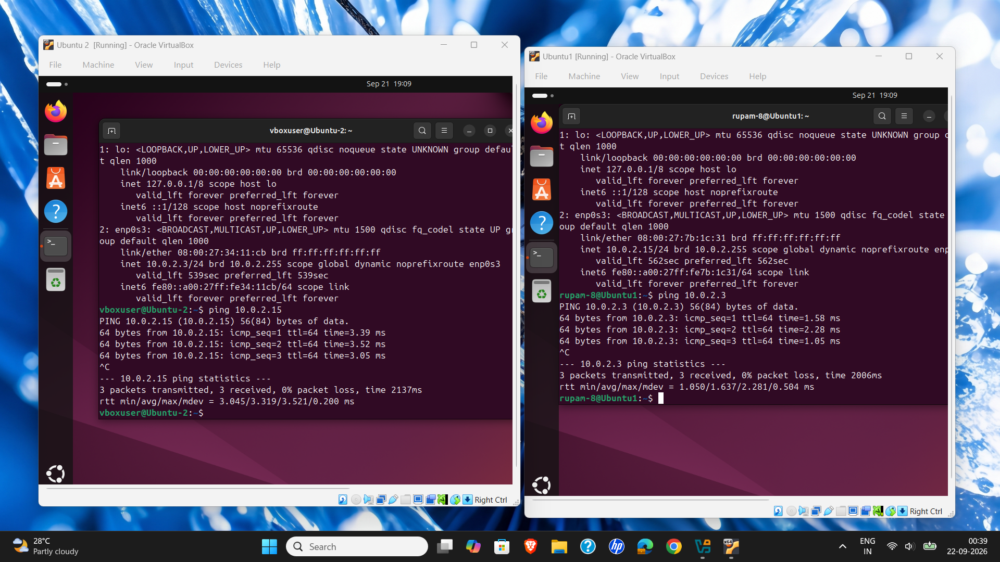 Ubuntu 2 [Running] - Oracle VirtualBox
File Machine View Input Devices Help
Sep 21 19:09
vboxuser@Ubuntu-2: ~
1: lo: <LOOPBACK,UP,LOWER_UP> mtu 65536 qdisc noqueue state UNKNOWN group defaul
t qlen 1000
link/loopback 00:00:00:00:00:00 brd 00:00:00:00:00:00
inet 127.0.0.1/8 scope host lo
valid_lft forever preferred_lft forever
inet6 ::1/128 scope host noprefixroute
valid_lft forever preferred_lft forever
2: enp0s3: <BROADCAST,MULTICAST,UP,LOWER_UP> mtu 1500 qdisc fq_codel state UP gr
oup default qlen 1000
link/ether 08:00:27:34:11:cb brd ff:ff:ff:ff:ff:ff
inet 10.0.2.3/24 brd 10.0.2.255 scope global dynamic noprefixroute enp0s3
valid_lft 539sec preferred_lft 539sec
inet6 fe80::a00:27ff:fe34:11cb/64 scope link
valid_lft forever preferred_lft forever
vboxuser@Ubuntu-2:~$ ping 10.0.2.15
PING 10.0.2.15 (10.0.2.15) 56(84) bytes of data.
64 bytes from 10.0.2.15: icmp_seq=1 ttl=64 time=3.39 ms
64 bytes from 10.0.2.15: icmp_seq=2 ttl=64 time=3.52 ms
64 bytes from 10.0.2.15: icmp_seq=3 ttl=64 time=3.05 ms
^C
--- 10.0.2.15 ping statistics ---
3 packets transmitted, 3 received, 0% packet loss, time 2137ms
rtt min/avg/max/mdev = 3.045/3.319/3.521/0.200 ms
vboxuser@Ubuntu-2:~$
Right Ctrl
Ubuntu1 [Running] - Oracle VirtualBox
File Machine View Input Devices Help
Sep 21 19:09
rupam-8@Ubuntu1: ~
1: lo: <LOOPBACK,UP,LOWER_UP> mtu 65536 qdisc noqueue state UNKNOWN group
t qlen 1000
link/loopback 00:00:00:00:00:00 brd 00:00:00:00:00:00
inet 127.0.0.1/8 scope host lo
valid_lft forever preferred_lft forever
inet6 ::1/128 scope host noprefixroute
valid_lft forever preferred_lft forever
2: enp0s3: <BROADCAST,MULTICAST,UP,LOWER_UP> mtu 1500 qdisc fq_codel state
oup default qlen 1000
link/ether 08:00:27:7b:1c:31 brd ff:ff:ff:ff:ff:ff
inet 10.0.2.15/24 brd 10.0.2.255 scope global dynamic noprefixroute enp
valid_lft 562sec preferred_lft 562sec
inet6 fe80::a00:27ff:fe7b:1c31/64 scope link
valid_lft forever preferred_lft forever
rupam-8@Ubuntu1:~$ ping 10.0.2.3
PING 10.0.2.3 (10.0.2.3) 56(84) bytes of data.
64 bytes from 10.0.2.3: icmp_seq=1 ttl=64 time=1.58 ms
64 bytes from 10.0.2.3: icmp_seq=2 ttl=64 time=2.28 ms
64 bytes from 10.0.2.3: icmp_seq=3 ttl=64 time=1.05 ms
^C
--- 10.0.2.3 ping statistics ---
3 packets transmitted, 3 received, 0% packet loss, time 2006ms
rtt min/avg/max/mdev = 1.050/1.637/2.281/0.504 ms
rupam-8@Ubuntu1:~$
Right Ctrl
28°C
Partly cloudy
Search
ENG
IN
00:39
22-09-2026